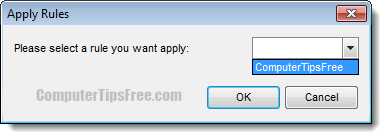 Apply Rules
Please select a rule you want apply:
ComputerTipsFree
ComputerTipsFree.com
OK
Cancel